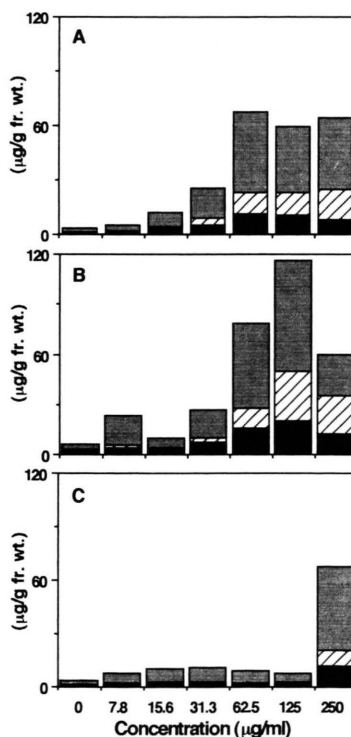 120
A
60
(μg/g fr. wt.)
0
120
B
60
(μg/g fr. wt.)
0
120
C
60
(μg/g fr. wt.)
0
0 7.8 15.6 31.3 62.5 125 250
Concentration (μg/ml)